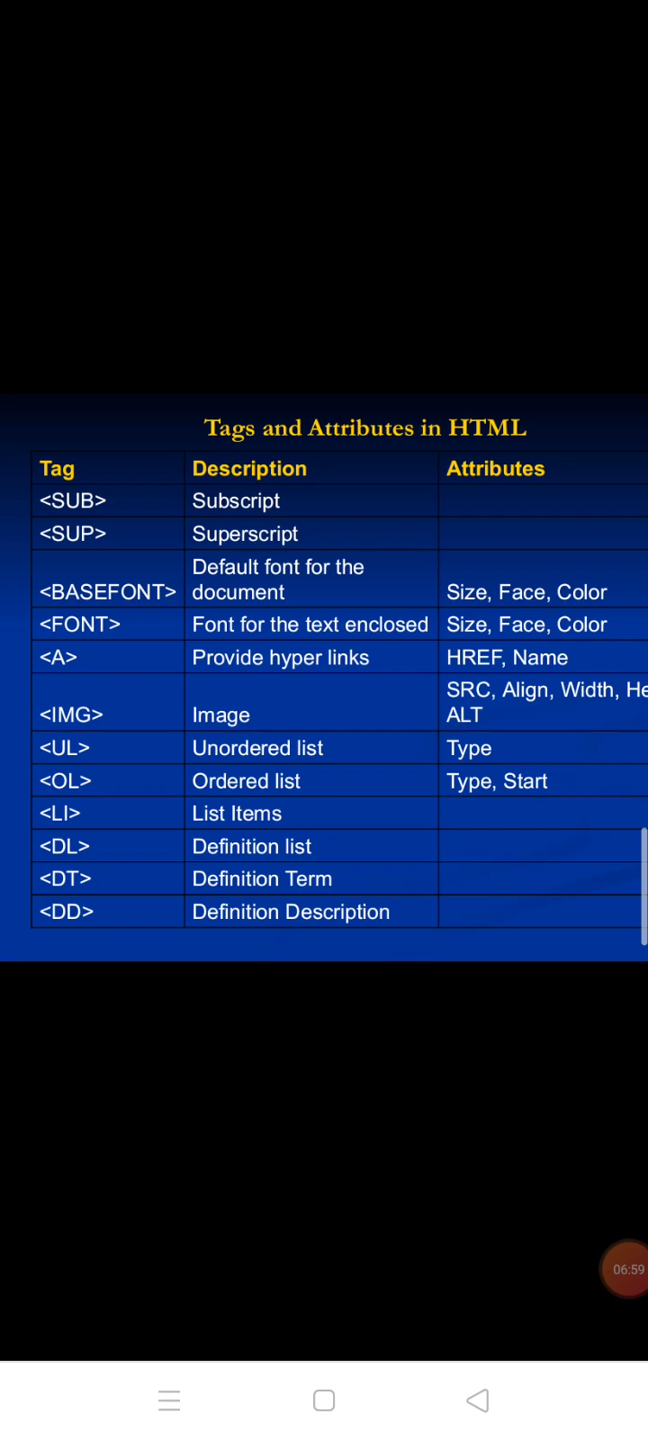 Tags and Attributes in HTML
Tag Description Attributes
<SUB> Subscript
<SUP> Superscript
Default font for the
<BASEFONT> document Size, Face, Color
<FONT> Font for the text enclosed Size, Face, Color
<A> Provide hyper links HREF, Name
SRC, Align, Width, He
<IMG> Image ALT
<UL> Unordered list Type
<OL> Ordered list Type, Start
<LI> List Items
<DL> Definition list
<DT> Definition Term
<DD> Definition Description
06:59